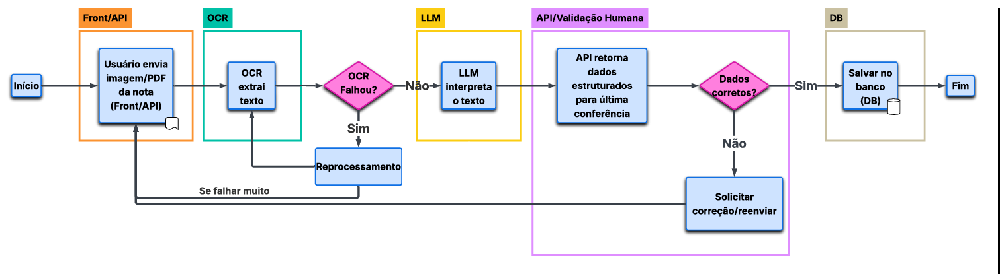 Front/API
OCR
LLM
API/Validação Humana
DB
Início
Usuário envia
imagem/PDF
da nota
(Front/API)
OCR
extrai
texto
OCR
Falhou?
Não
Sim
Reprocessamento
Se falhar muito
LLM
interpreta
o texto
API retorna
dados
estruturados
para última
conferência
Dados
corretos?
Sim
Não
Solicitar
correção/reenviar
Salvar no
banco
(DB)
Fim